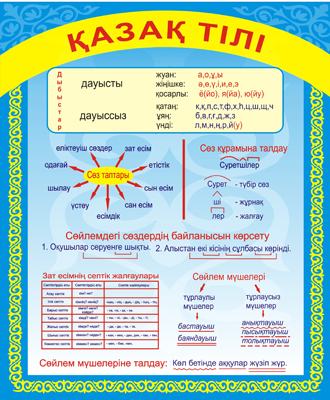 ҚАЗАҚ ТІЛІ
Дыбыстар
дауысты
жуан: а,о,ұ,ы
жіңішке: ә,ө,ү,і,и,е,э
қосарлы: ё(йо), я(йа), ю(йу)
дауыссыз
қатаң: к,қ,п,с,т,ф,х,һ,ц,ш,щ,ч
ұяң: б,в,г,ғ,д,ж,з
үнді: л,м,н,ң,р,й(у)
еліктеуіш сөздер
зат есім
одағай
етістік
Сөз таптары
шылау
сын есім
үстеу
сан есім
есімдік
Сөз құрамына талдау
Суретшілер
Сурет - түбір сөз
ші - жұрнақ
лер - жалғау
Сөйлемдегі сөздердің байланысын көрсету
1. Оқушылар серуенге шықты. 2. Алыстан екі кісінің сұлбасы көрінді.
Зат есімнің септік жалғаулары
Сөйлем мүшелері
тұрлаулы мүшелер
тұрлаусыз мүшелер
бастауыш
баяндауыш
анықтауыш
пысықтауыш
толықтауыш
Сөйлем мүшелеріне талдау: Көл бетінде аққулар жүзіп жүр.